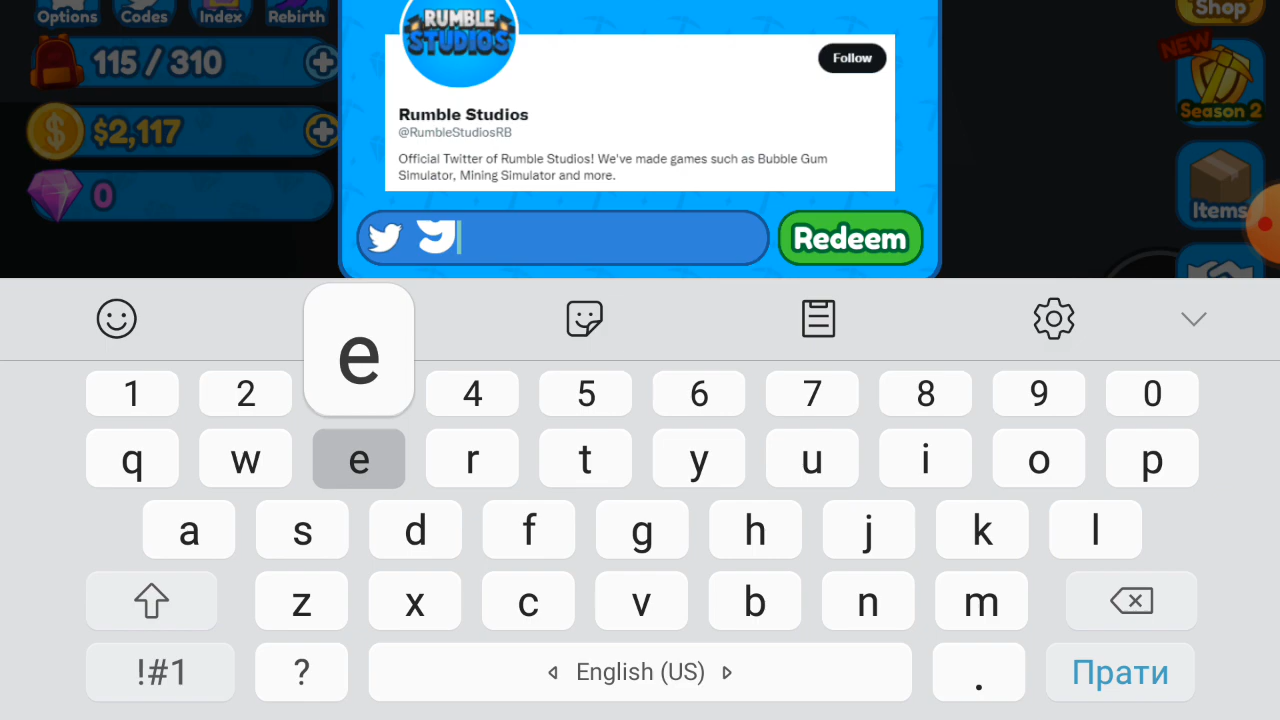 Options Codes Index Rebirth
115 / 310
$2,117
0
RUMBLE
STUDIOS
Follow
Rumble Studios
@RumbleStudiosRB
Official Twitter of Rumble Studios! We've made games such as Bubble Gum
Simulator, Mining Simulator and more.
y
Redeem
Shop
NEW
Season 2
Items
e
1 2 4 5 6 7 8 9 0
q w e r t y u i o p
a s d f g h j k l
z x c v b n m
!#1 ? English (US) . Прати